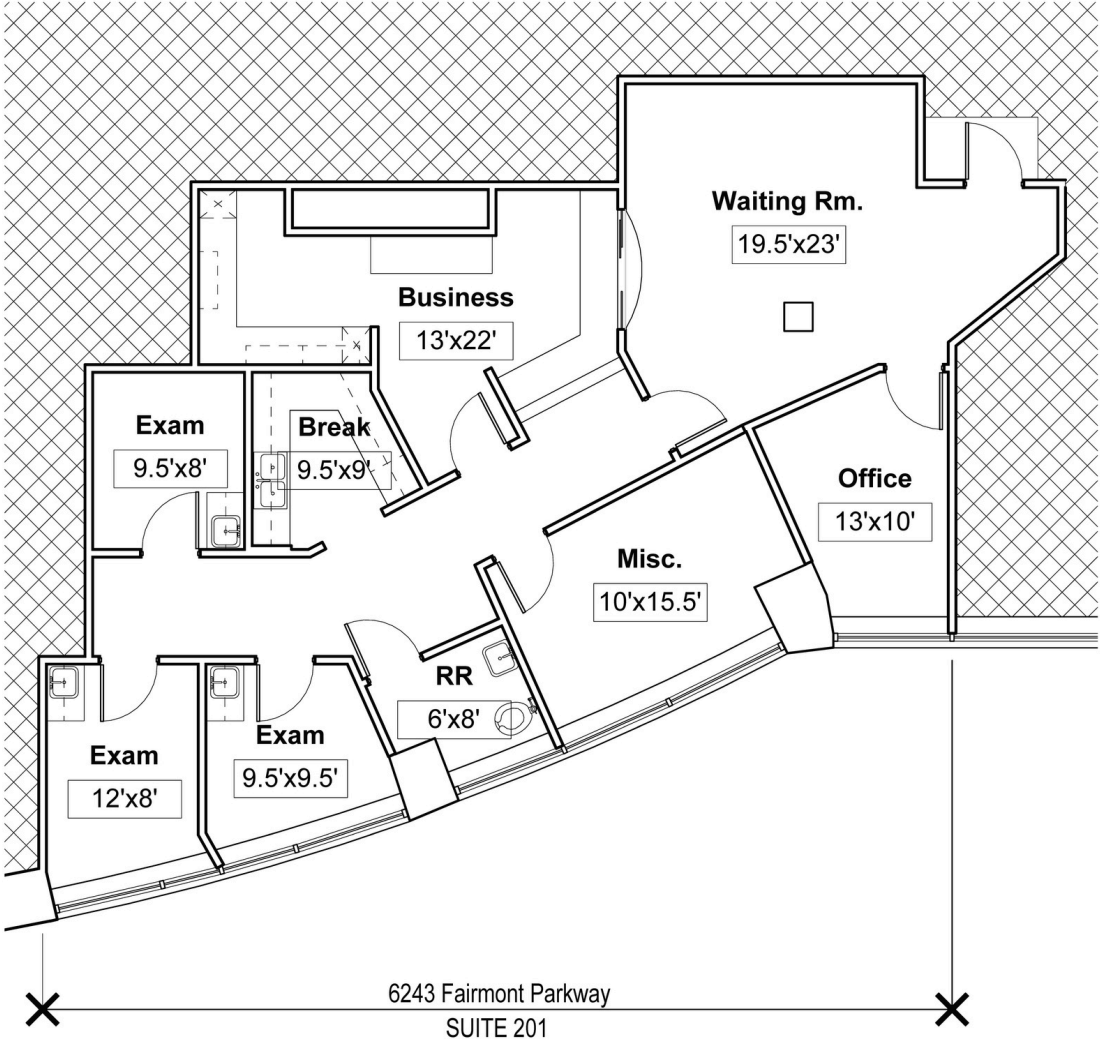 Waiting Rm.
19.5'x23'
Business
13'x22'
Exam
9.5'x8'
Break
9.5'x9'
Office
13'x10'
Misc.
10'x15.5'
RR
6'x8'
Exam
9.5'x9.5'
Exam
12'x8'
6243 Fairmont Parkway
SUITE 201